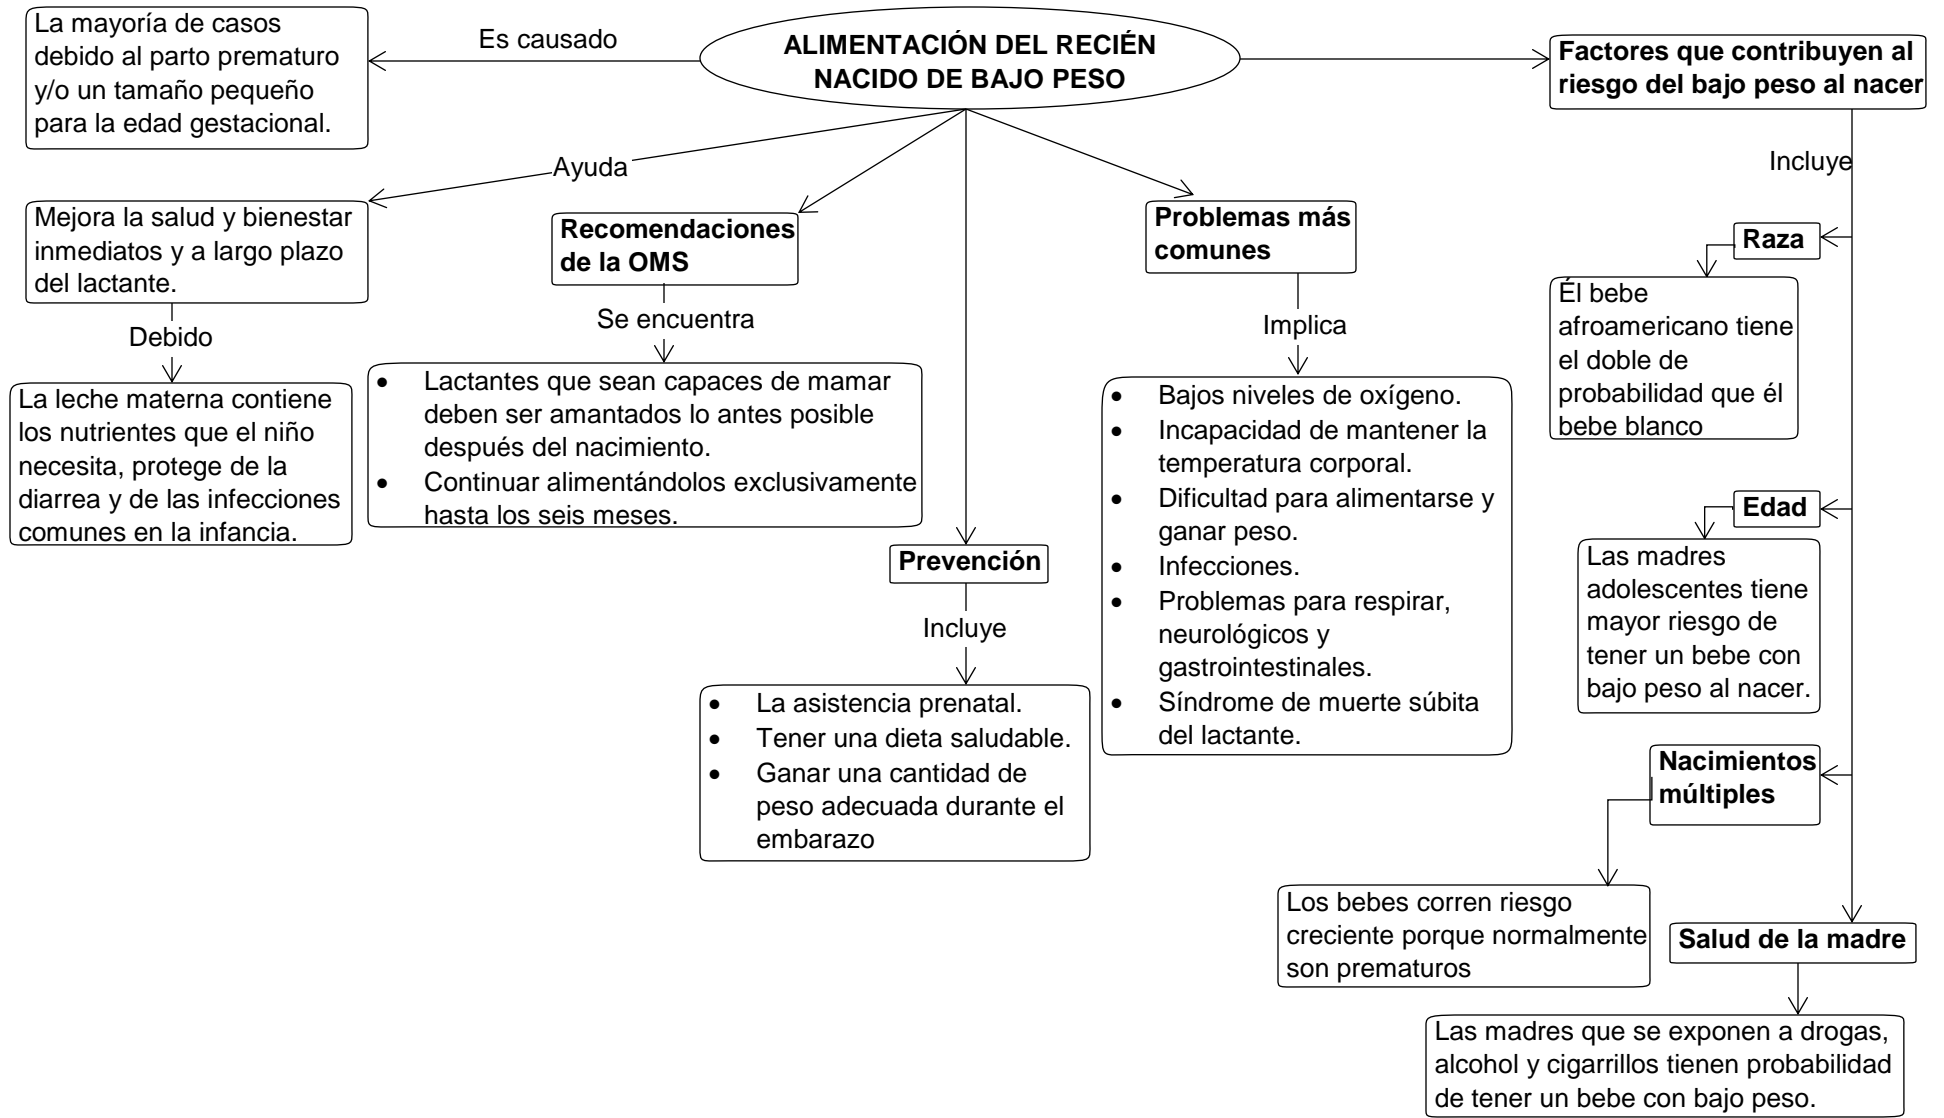 La mayoría de casos
debido al parto prematuro
y/o un tamaño pequeño
para la edad gestacional.
Es causado
ALIMENTACIÓN DEL RECIÉN
NACIDO DE BAJO PESO
Factores que contribuyen al
riesgo del bajo peso al nacer
Ayuda
Incluye
Mejora la salud y bienestar
inmediatos y a largo plazo
del lactante.
Debido
La leche materna contiene
los nutrientes que el niño
necesita, protege de la
diarrea y de las infecciones
comunes en la infancia.
Recomendaciones
de la OMS
Se encuentra
• Lactantes que sean capaces de mamar
deben ser amantados lo antes posible
después del nacimiento.
• Continuar alimentándolos exclusivamente
hasta los seis meses.
Prevención
Incluye
• La asistencia prenatal.
• Tener una dieta saludable.
• Ganar una cantidad de
peso adecuada durante el
embarazo
Problemas más
comunes
Implica
• Bajos niveles de oxígeno.
• Incapacidad de mantener la
temperatura corporal.
• Dificultad para alimentarse y
ganar peso.
• Infecciones.
• Problemas para respirar,
neurológicos y
gastrointestinales.
• Síndrome de muerte súbita
del lactante.
Raza
Él bebe
afroamericano tiene
el doble de
probabilidad que él
bebe blanco
Edad
Las madres
adolescentes tiene
mayor riesgo de
tener un bebe con
bajo peso al nacer.
Nacimientos
múltiples
Los bebes corren riesgo
creciente porque normalmente
son prematuros
Salud de la madre
Las madres que se exponen a drogas,
alcohol y cigarrillos tienen probabilidad
de tener un bebe con bajo peso.